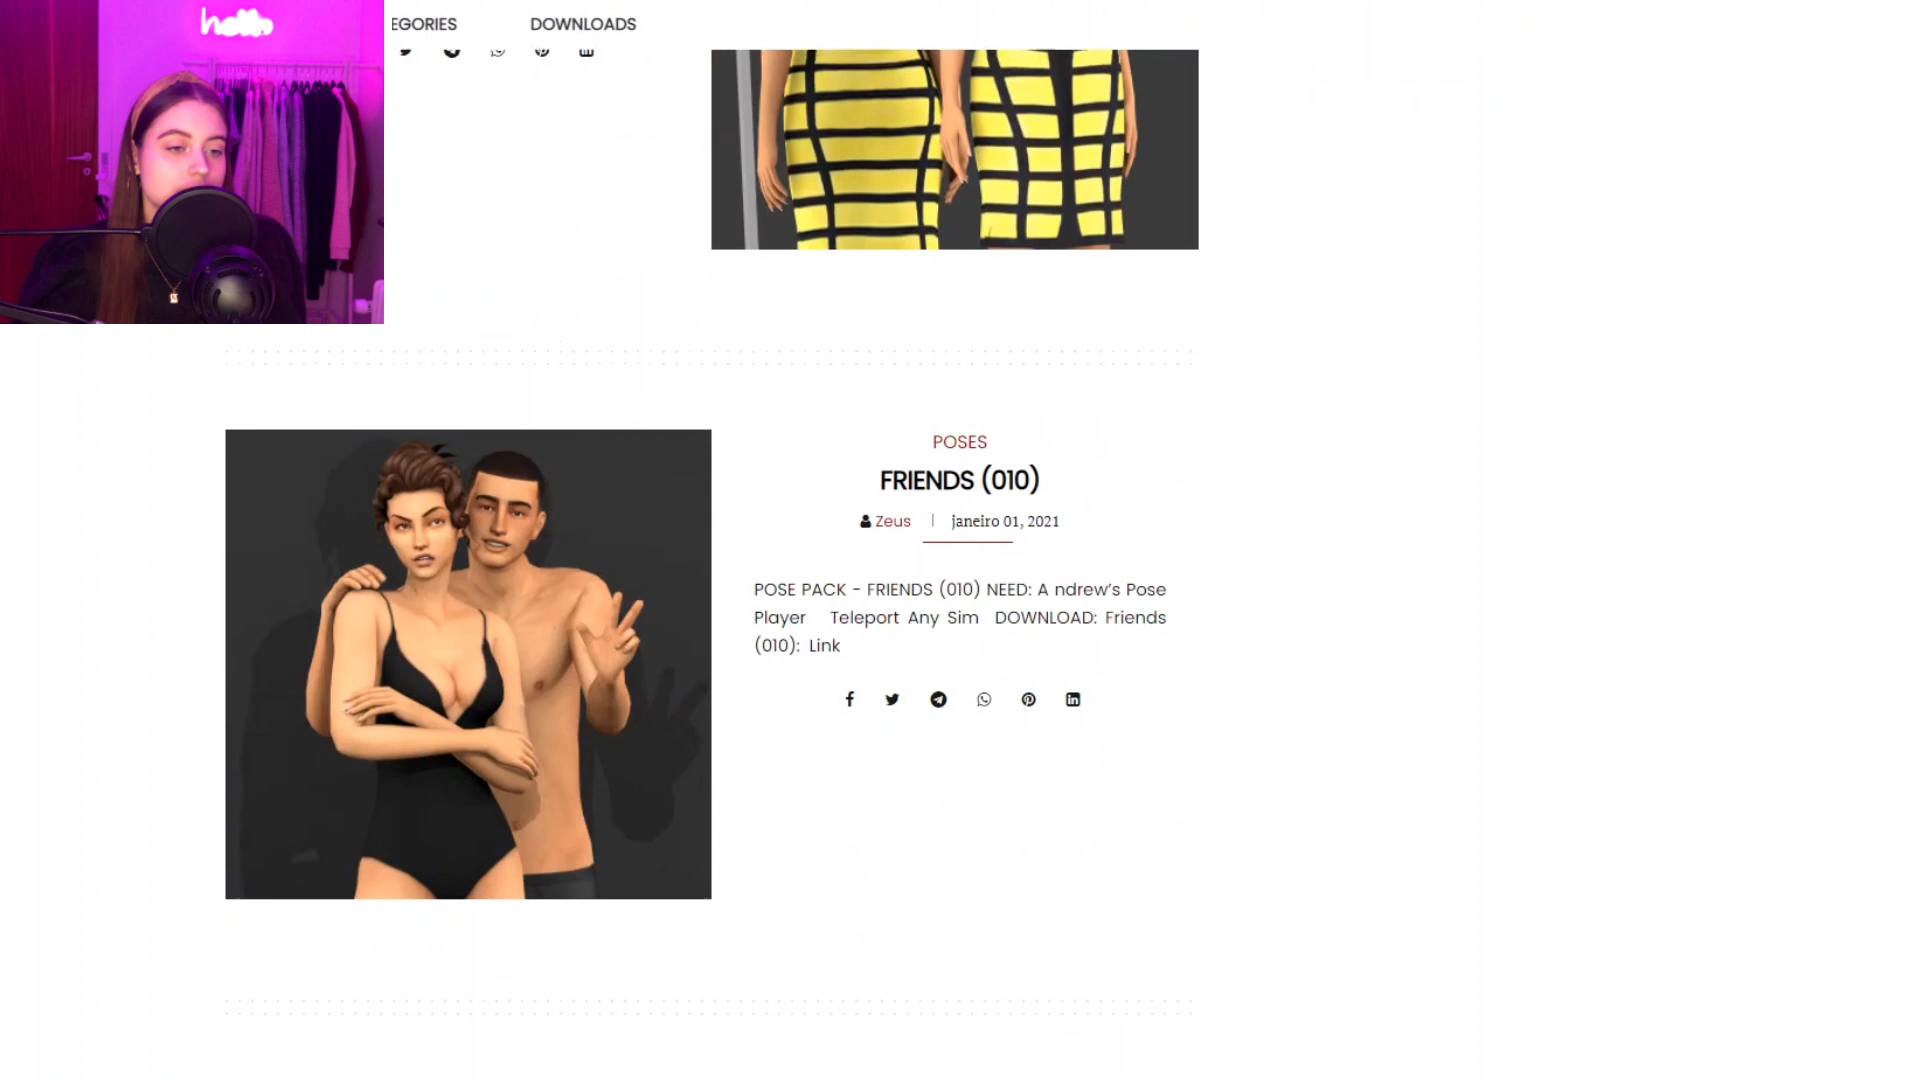 hello
EGORIES DOWNLOADS
POSES
FRIENDS (010)
Zeus | janeiro 01, 2021
POSE PACK - FRIENDS (010) NEED: A ndrew’s Pose
Player Teleport Any Sim DOWNLOAD: Friends
(010): Link